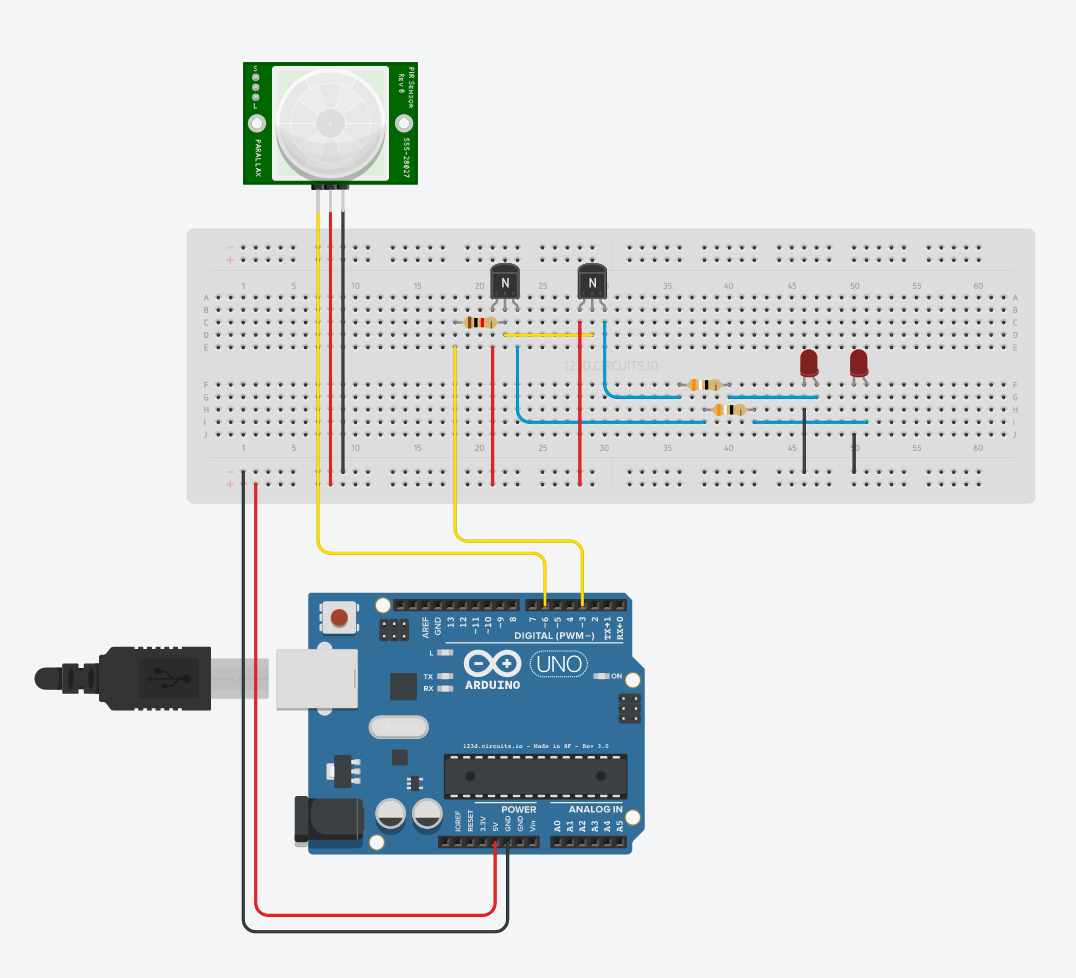 S
L
PARALLAX
PIR SENSOR
Rev B
555-28027
- 
+
1 5 10 15 20 25 30 35 40 45 50 55 60
A A
B B
C C
D D
E E
N N
123D.CIRCUITS.IO
F F
G G
H H
I I
J J
1 5 10 15 20 25 30 35 40 45 50 55 60
-
+
AREF GND 13 12 ~11 ~10 ~9 8 7 ~6 ~5 4 ~3 2 TX→1 RX←0
DIGITAL (PWM~)
L
TX
RX
ARDUINO
UNO
ON
123d.circuits.io - Made in SF - Rev 3.0
POWER
ANALOG IN
IOREF RESET 3.3V 5V GND GND Vin A0 A1 A2 A3 A4 A5